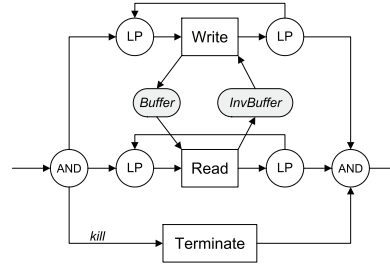 LP Write LP
Buffer InvBuffer
AND LP Read LP AND
kill Terminate